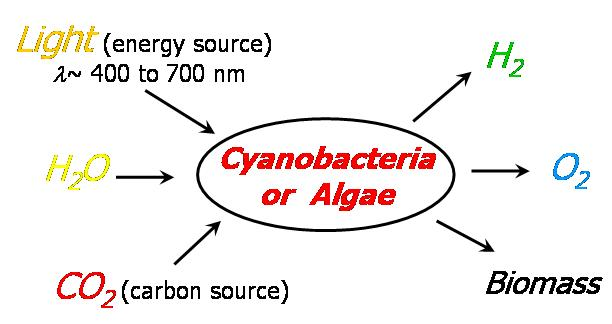 Light (energy source)
λ~ 400 to 700 nm
H₂
H₂O
Cyanobacteria
or Algae
O₂
CO₂ (carbon source)
Biomass